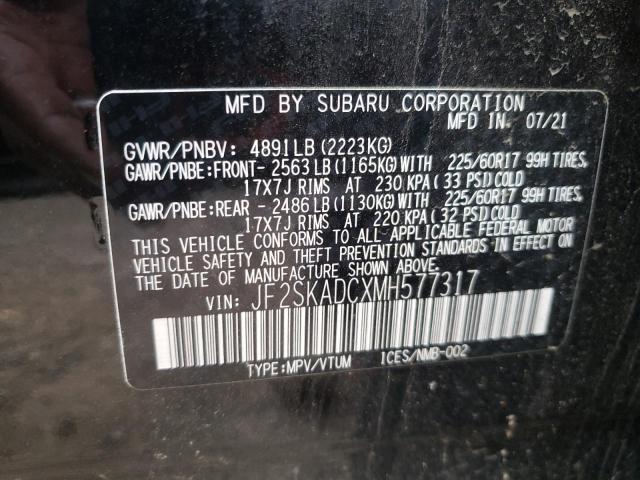 MFD BY SUBARU CORPORATION
MFD IN 07/21
GVWR/PNBV: 4891LB(2223KG)
GAWR/PNBE:FRONT- 2563LB(1165KG)WITH 225/60R17 99H TIRES,
17X7J RIMS AT 230 KPA(33 PSI)COLD
GAWR/PNBE:REAR - 2486LB(1130KG)WITH 225/60R17 99H TIRES,
17X7J RIMS AT 220 KPA(32 PSI)COLD
THIS VEHICLE CONFORMS TO ALL APPLICABLE FEDERAL MOTOR
VEHICLE SAFETY AND THEFT PREVENTION STANDARDS IN EFFECT ON
THE DATE OF MANUFACTURE SHOWN ABOVE.
VIN: JF2SKADCXMH577317
TYPE:MPV/VTUM ICES/NMB-002